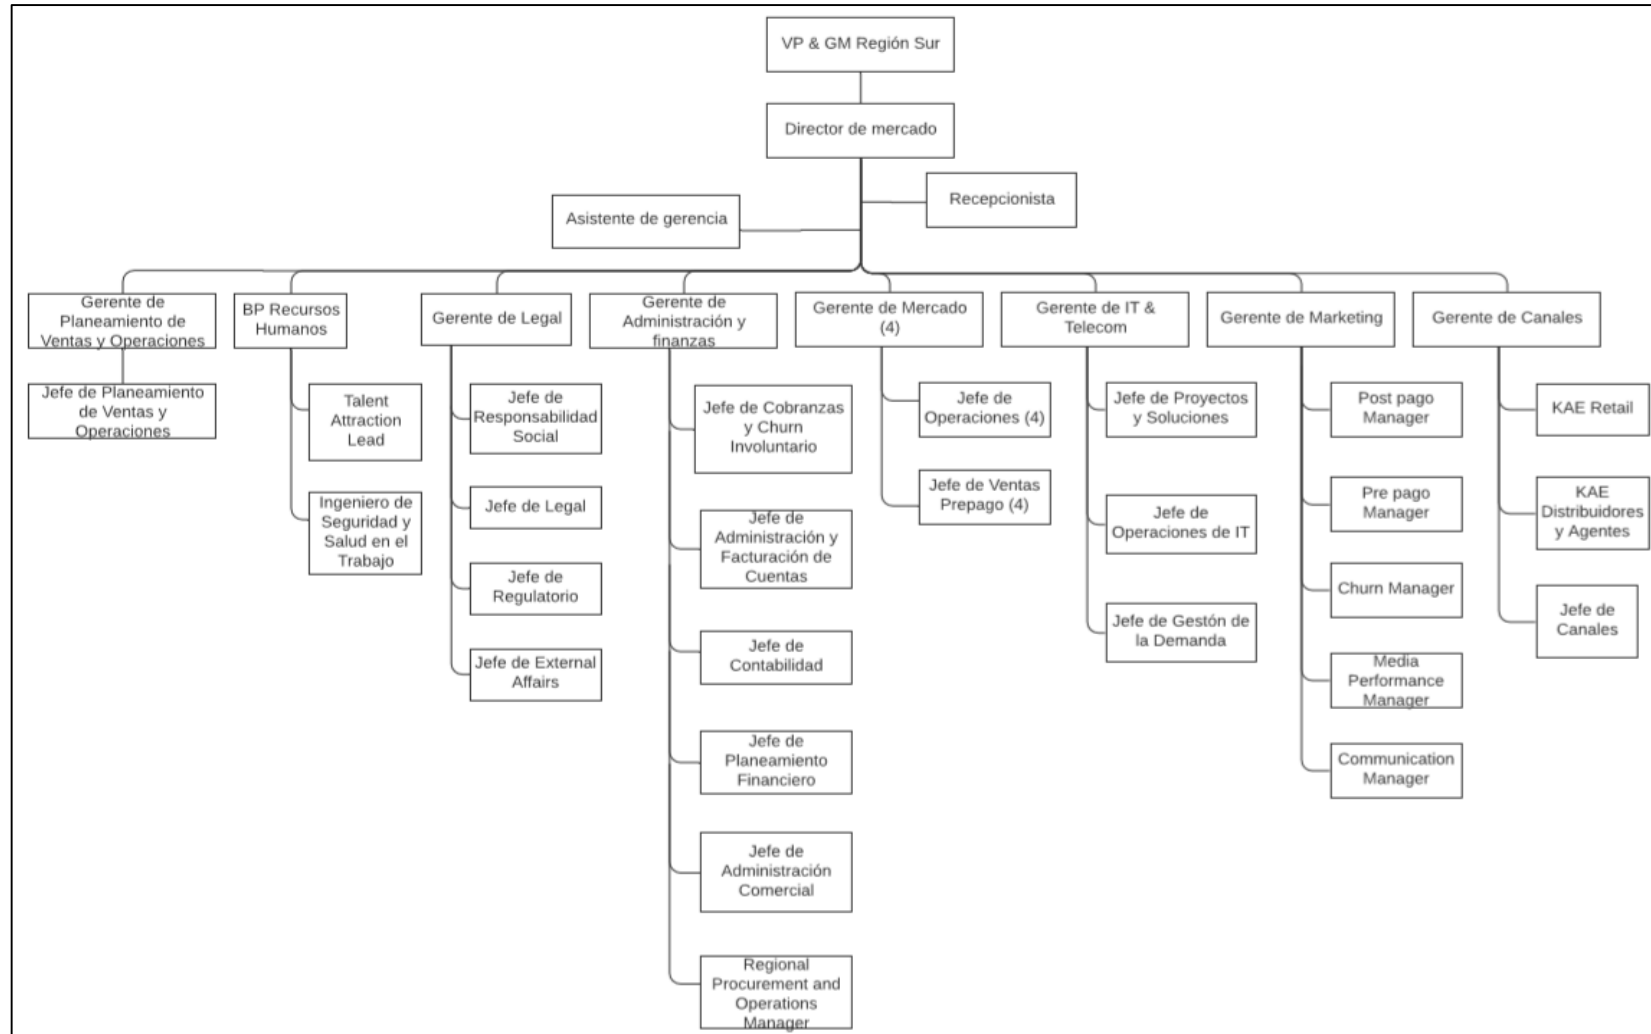 VP & GM Región Sur
Director de mercado
Recepcionista
Asistente de gerencia
Gerente de
Planeamiento de
Ventas y Operaciones
BP Recursos
Humanos
Gerente de Legal
Gerente de
Administración y
finanzas
Gerente de Mercado
(4)
Gerente de IT &
Telecom
Gerente de Marketing
Gerente de Canales
Jefe de Planeamiento
de Ventas y
Operaciones
Talent
Attraction
Lead
Ingeniero de
Seguridad y
Salud en el
Trabajo
Jefe de
Responsabilidad
Social
Jefe de Legal
Jefe de
Regulatorio
Jefe de External
Affairs
Jefe de Cobranzas
y Churn
Involuntario
Jefe de
Administración y
Facturación de
Cuentas
Jefe de
Contabilidad
Jefe de
Planeamiento
Financiero
Jefe de
Administración
Comercial
Regional
Procurement and
Operations
Manager
Jefe de
Operaciones (4)
Jefe de Ventas
Prepago (4)
Jefe de Proyectos
y Soluciones
Jefe de
Operaciones de IT
Jefe de Gestón de
la Demanda
Post pago
Manager
Pre pago
Manager
Churn Manager
Media
Performance
Manager
Communication
Manager
KAE Retail
KAE
Distribuidores
y Agentes
Jefe de
Canales